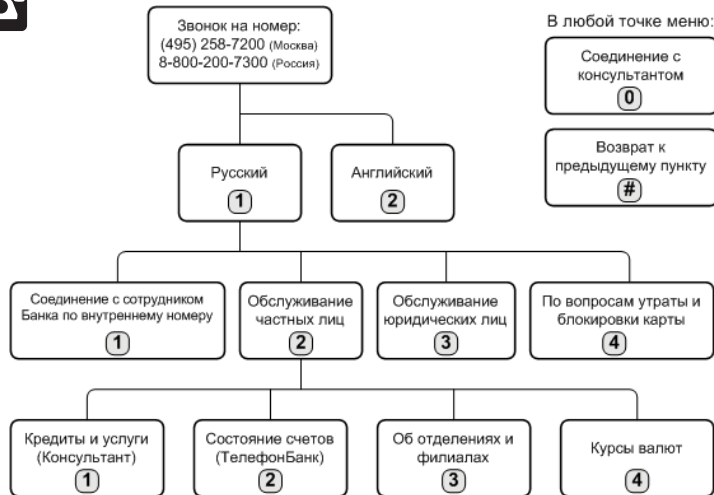 Звонок на номер:
(495) 258-7200 (Москва)
8-800-200-7300 (Россия)
В любой точке меню:
Соединение с
консультантом
0
Возврат к
предыдущему пункту
#
Русский
1
Английский
2
Соединение с сотрудником
Банка по внутреннему номеру
1
Обслуживание
частных лиц
2
Обслуживание
юридических лиц
3
По вопросам утраты и
блокировки карты
4
Кредиты и услуги
(Консультант)
1
Состояние счетов
(ТелефонБанк)
2
Об отделениях и
филиалах
3
Курсы валют
4